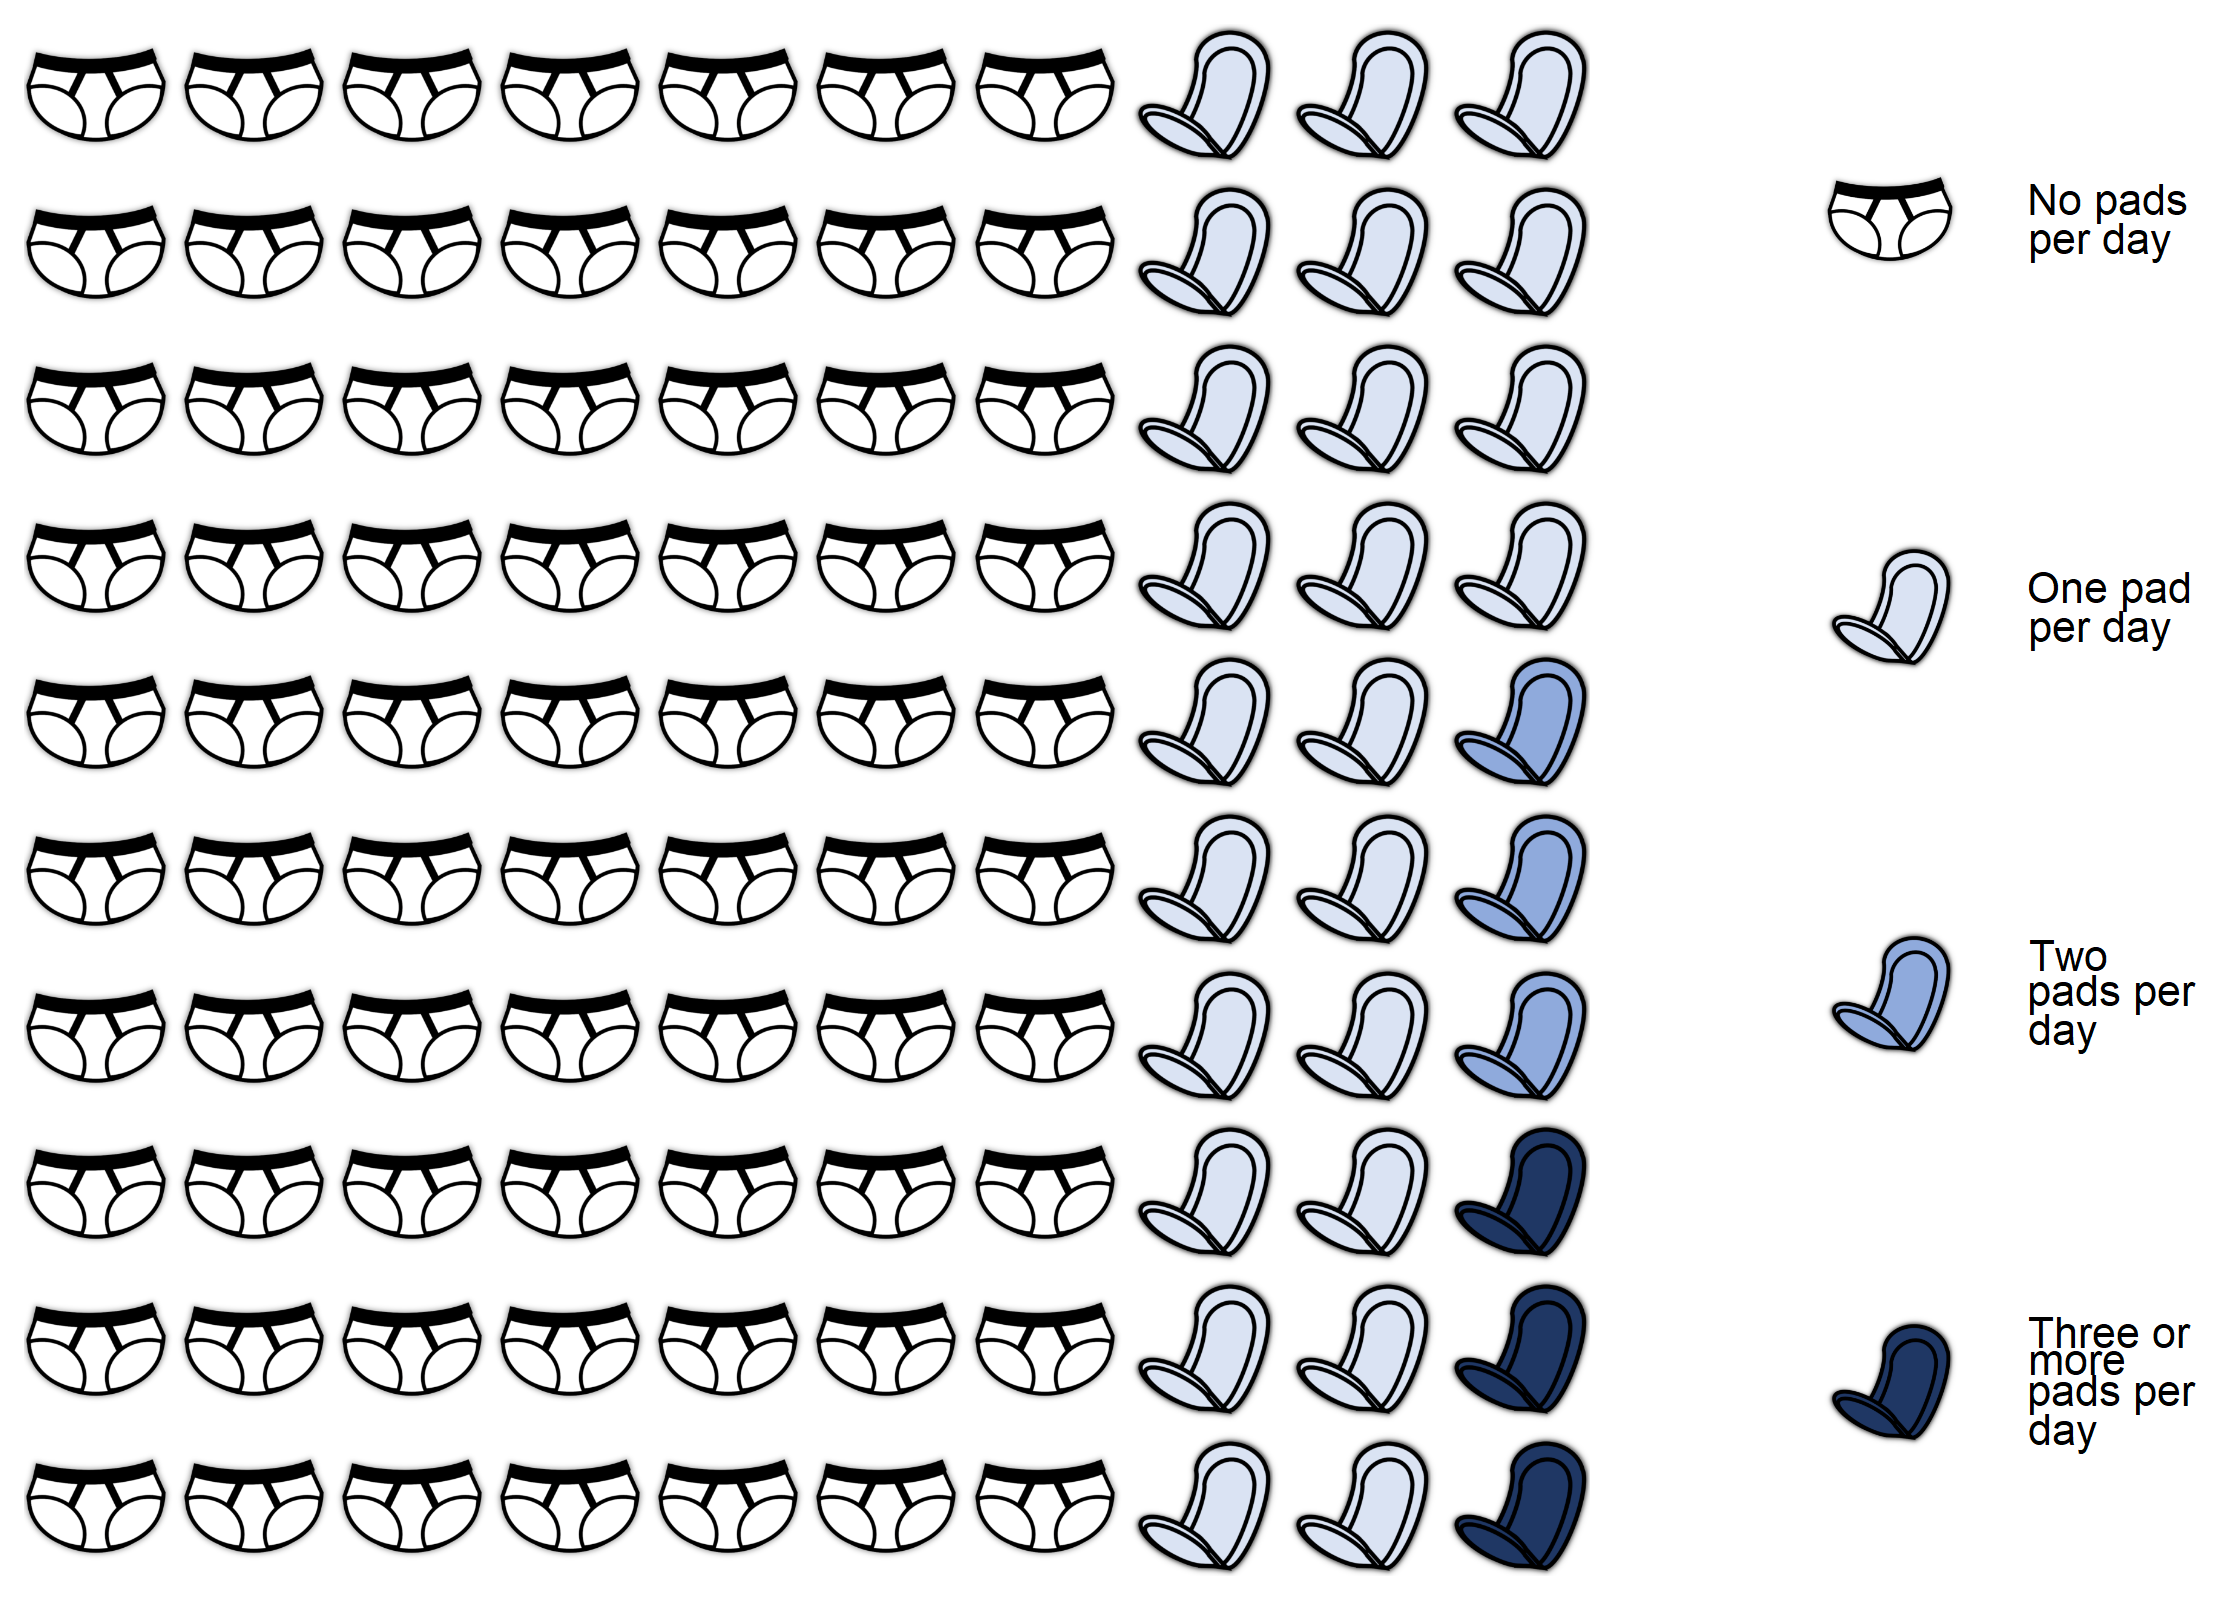 No pads
per day
One pad
per day
Two
pads per
day
Three or
more
pads per
day